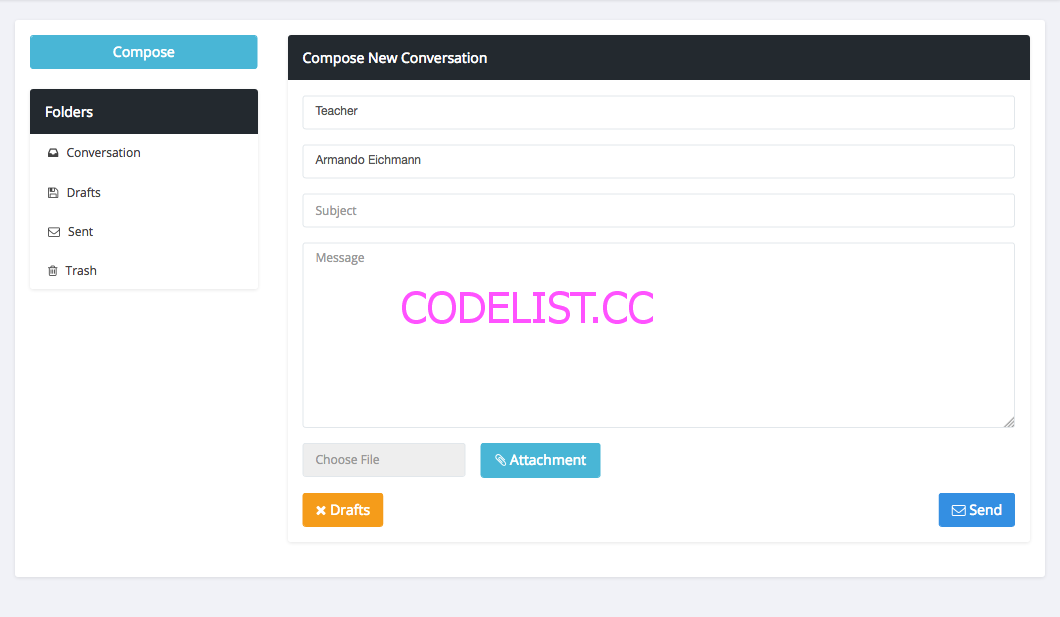 Compose
Folders
Conversation
Drafts
Sent
Trash
Compose New Conversation
Teacher
Armando Eichmann
Subject
Message
CODELIST.CC
Choose File
Attachment
Drafts
Send